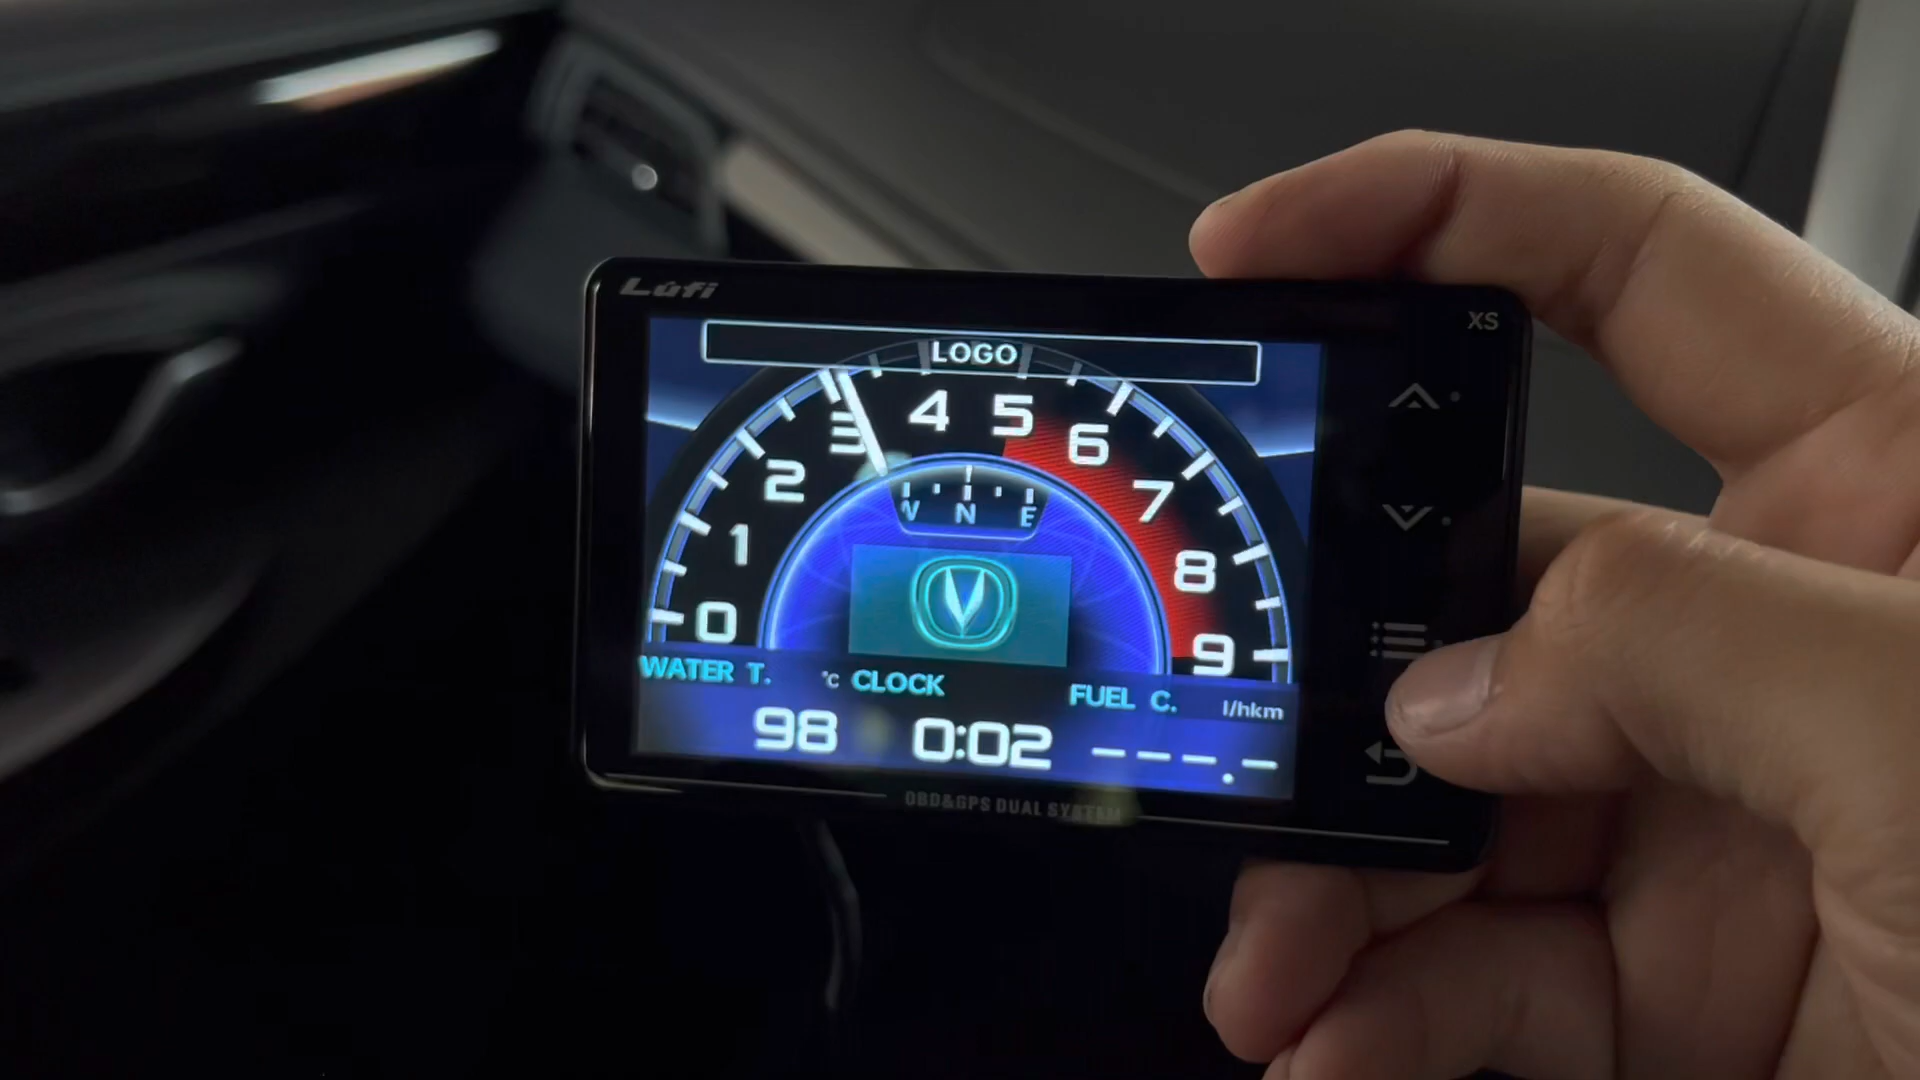 Lufi
XS
LOGO
0 1 2 3 4 5 6 7 8 9
W N E
WATER T. °C
98
CLOCK
0:02
FUEL C. l/hkm
----.-
OBD&GPS DUAL SYSTEM